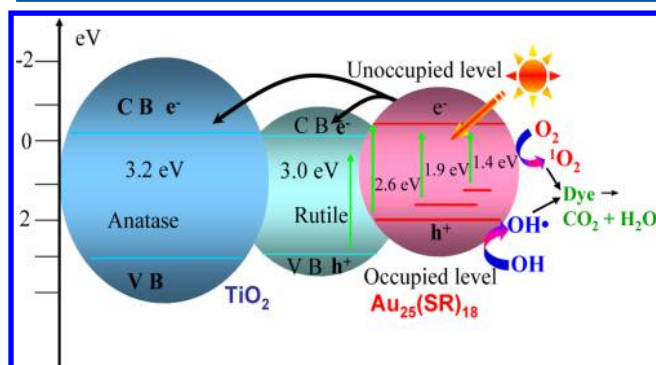 eV
-2
0
2
C B e-
3.2 eV
Anatase
V B
TiO2
C B e-
3.0 eV
Rutile
V B h+
Unoccupied level
e-
2.6 eV
1.9 eV
1.4 eV
h+
Occupied level
Au25(SR)18
O2
1O2
Dye
CO2 + H2O
OH•
OH